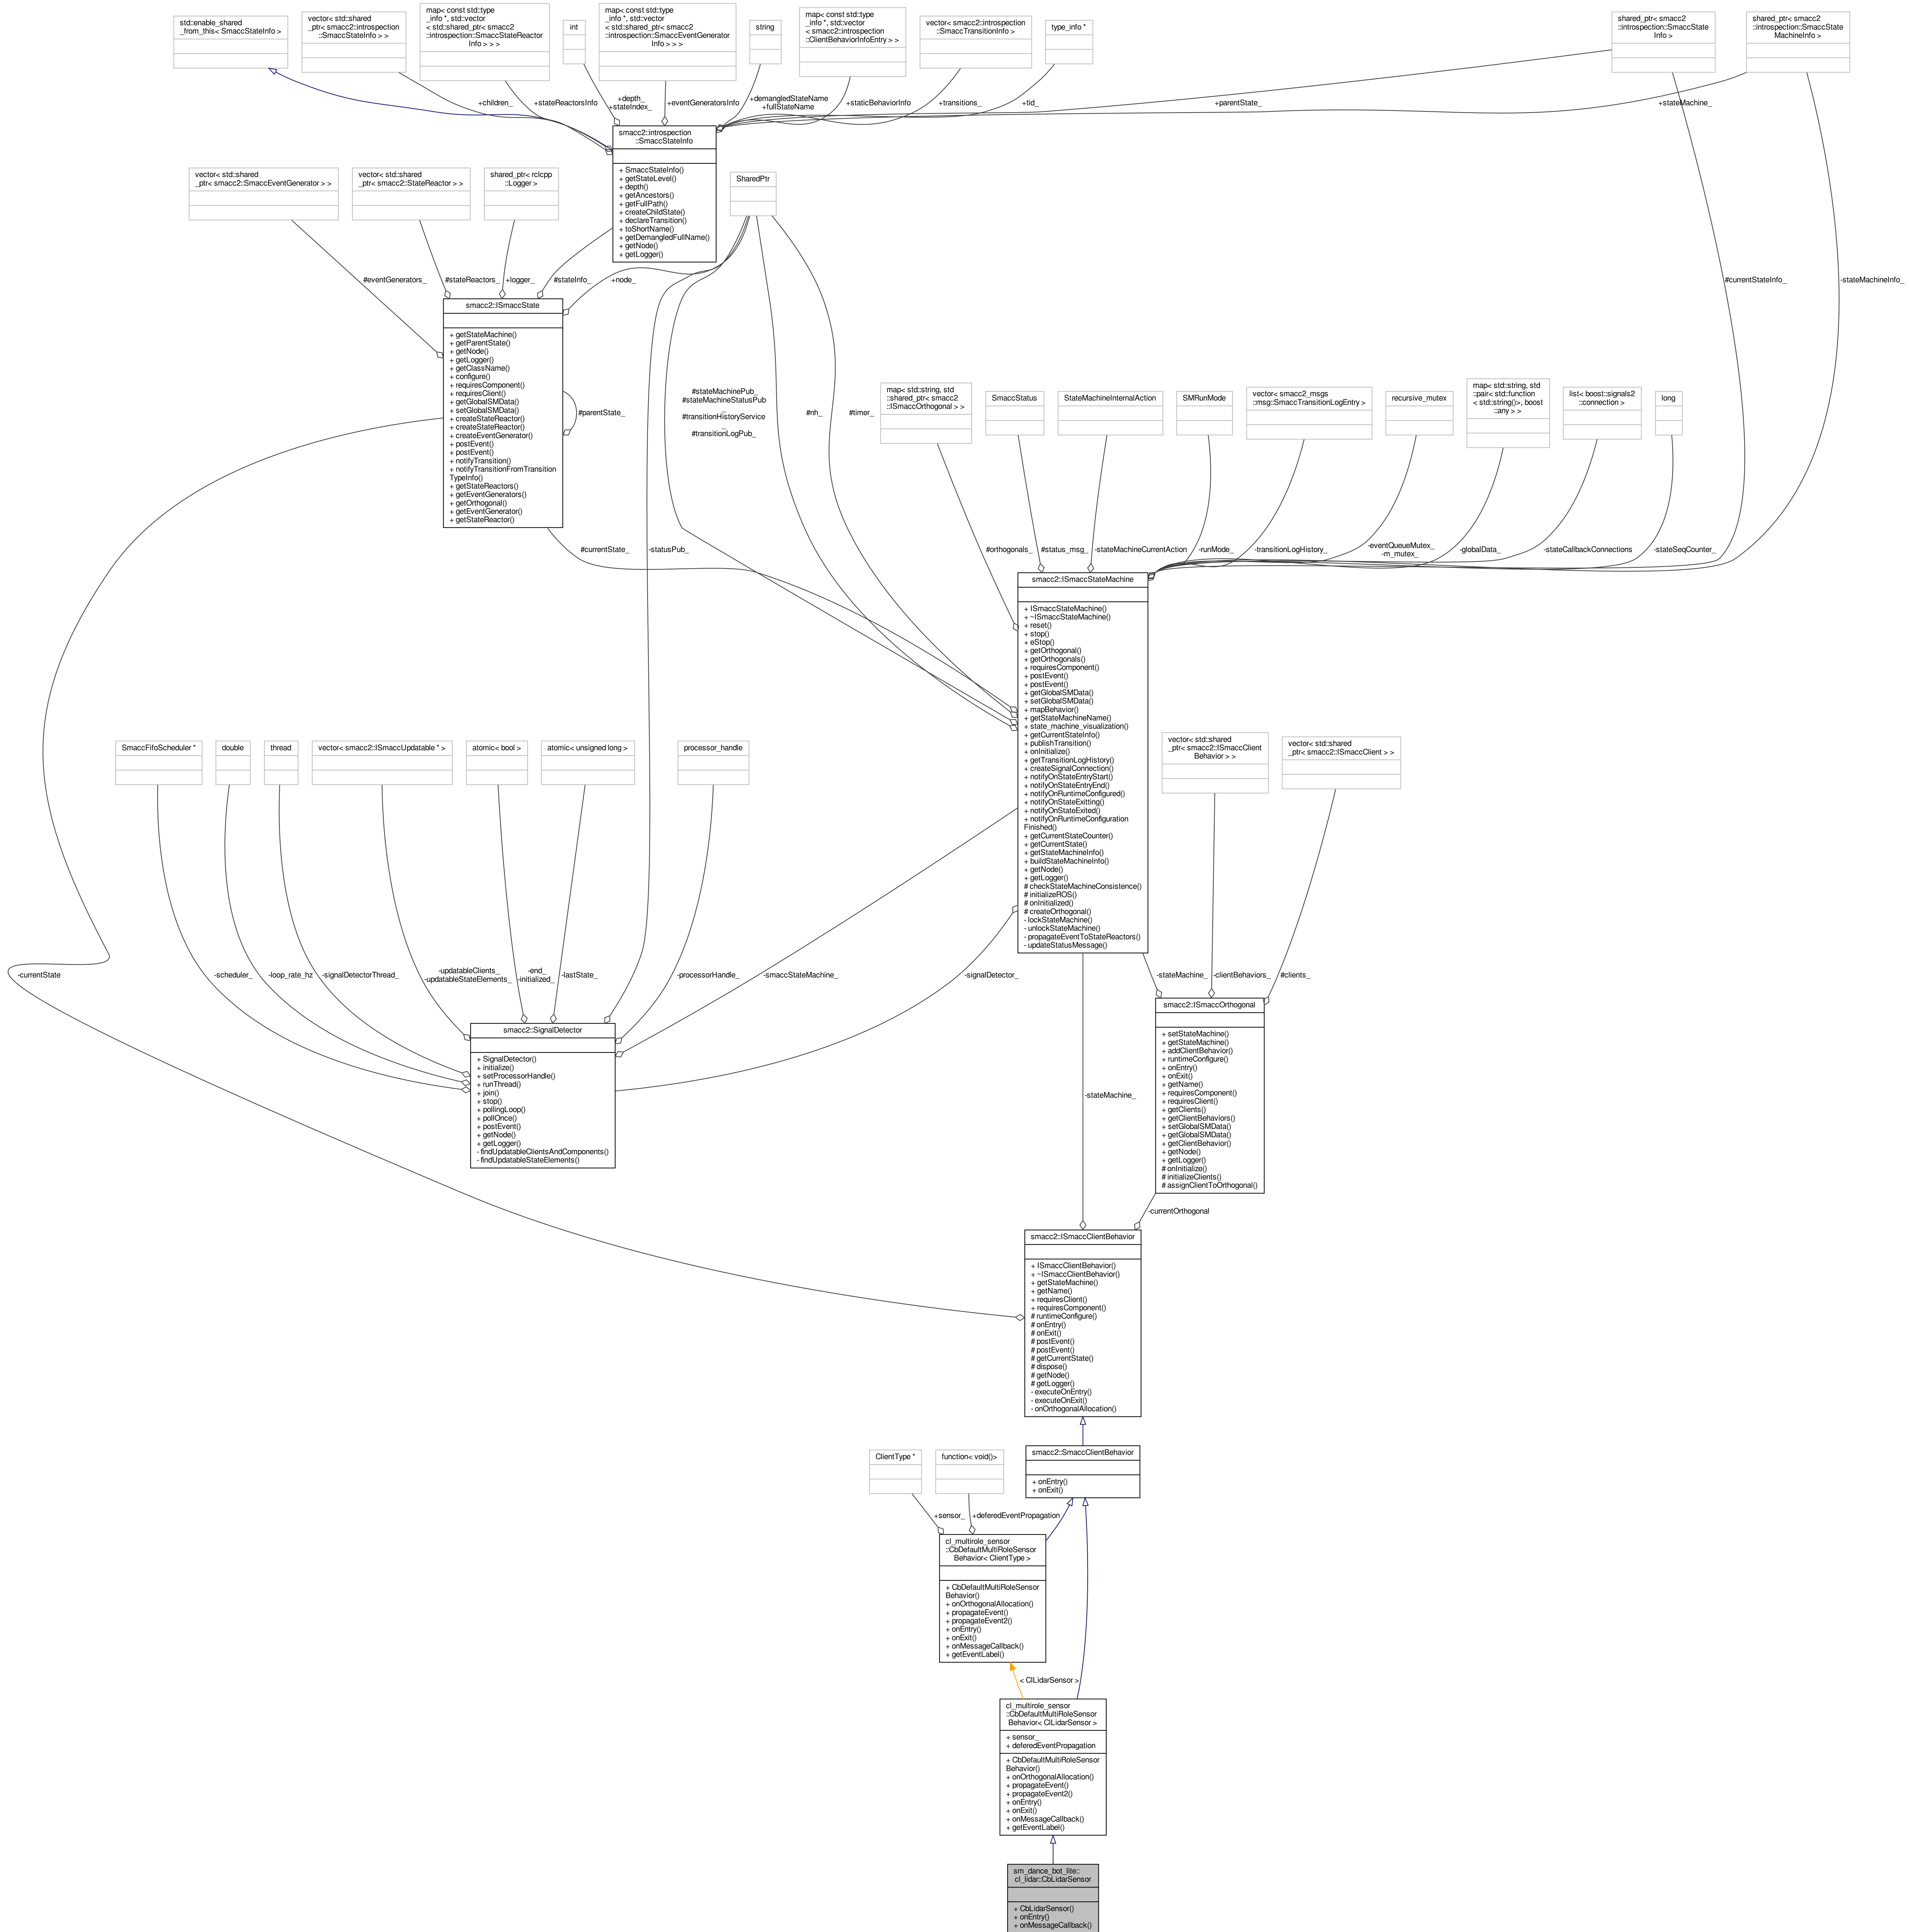 std::enable_shared
_from_this< SmaccStateInfo >
vector< std::shared
_ptr< smacc2::introspection
::SmaccStateInfo > >
map< const std::type
_info *, std::vector
< std::shared_ptr< smacc2
::introspection::SmaccStateReactor
Info > > >
int
map< const std::type
_info *, std::vector
< std::shared_ptr< smacc2
::introspection::SmaccEventGenerator
Info > > >
string
map< const std::type
_info *, std::vector
< smacc2::introspection
::ClientBehaviorInfoEntry > >
vector< smacc2::introspection
::SmaccTransitionInfo >
type_info *
shared_ptr< smacc2
::introspection::SmaccState
Info >
shared_ptr< smacc2
::introspection::SmaccState
MachineInfo >
+children_
+stateReactorsInfo
+depth_
+stateIndex_
+eventGeneratorsInfo
+demangledStateName
+fullStateName
+staticBehaviorInfo
+transitions_
+tid_
+parentState_
+stateMachine_
smacc2::introspection
::SmaccStateInfo
+ SmaccStateInfo()
+ getStateLevel()
+ depth()
+ getAncestors()
+ getFullPath()
+ createChildState()
+ declareTransition()
+ toShortName()
+ getDemangledFullName()
+ getNode()
+ getLogger()
vector< std::shared
_ptr< smacc2::SmaccEventGenerator > >
vector< std::shared
_ptr< smacc2::StateReactor > >
shared_ptr< rclcpp
::Logger >
SharedPtr
#eventGenerators_
#stateReactors_
+logger_
#stateInfo_
+node_
#currentStateInfo_
-stateMachineInfo_
smacc2::ISmaccState
+ getStateMachine()
+ getParentState()
+ getNode()
+ getLogger()
+ getClassName()
+ configure()
+ requiresComponent()
+ requiresClient()
+ getGlobalSMData()
+ setGlobalSMData()
+ createStateReactor()
+ createStateReactor()
+ createEventGenerator()
+ postEvent()
+ postEvent()
+ notifyTransition()
+ notifyTransitionFromTransition
TypeInfo()
+ getStateReactors()
+ getEventGenerators()
+ getOrthogonal()
+ getEventGenerator()
+ getStateReactor()
#parentState_
#stateMachinePub_
#stateMachineStatusPub
_
#transitionHistoryService
_
#transitionLogPub_
#nh_
#timer_
map< std::string, std
::shared_ptr< smacc2
::ISmaccOrthogonal > >
SmaccStatus
StateMachineInternalAction
SMRunMode
vector< smacc2_msgs
::msg::SmaccTransitionLogEntry >
recursive_mutex
map< std::string, std
::pair< std::function
< std::string()>, boost
::any > >
list< boost::signals2
::connection >
long
#currentState_
-statusPub_
#orthogonals_
#status_msg_
-stateMachineCurrentAction
-runMode_
-transitionLogHistory_
-eventQueueMutex_
-m_mutex_
-globalData_
-stateCallbackConnections
-stateSeqCounter_
smacc2::ISmaccStateMachine
+ ISmaccStateMachine()
+ ~ISmaccStateMachine()
+ reset()
+ stop()
+ eStop()
+ getOrthogonal()
+ getOrthogonals()
+ requiresComponent()
+ postEvent()
+ postEvent()
+ getGlobalSMData()
+ setGlobalSMData()
+ mapBehavior()
+ getStateMachineName()
+ state_machine_visualization()
+ getCurrentStateInfo()
+ publishTransition()
+ onInitialize()
+ getTransitionLogHistory()
+ createSignalConnection()
+ notifyOnStateEntryStart()
+ notifyOnStateEntryEnd()
+ notifyOnRuntimeConfigured()
+ notifyOnStateExitting()
+ notifyOnStateExited()
+ notifyOnRuntimeConfiguration
Finished()
+ getCurrentStateCounter()
+ getCurrentState()
+ getStateMachineInfo()
+ buildStateMachineInfo()
+ getNode()
+ getLogger()
# checkStateMachineConsistence()
# initializeROS()
# onInitialized()
# createOrthogonal()
- lockStateMachine()
- unlockStateMachine()
- propagateEventToStateReactors()
- updateStatusMessage()
SmaccFifoScheduler *
double
thread
vector< smacc2::ISmaccUpdatable * >
atomic< bool >
atomic< unsigned long >
processor_handle
vector< std::shared
_ptr< smacc2::ISmaccClient
Behavior > >
vector< std::shared
_ptr< smacc2::ISmaccClient > >
-currentState
-scheduler_
-loop_rate_hz
-signalDetectorThread_
-updatableClients_
-updatableStateElements_
-end_
-initialized_
-lastState_
-processorHandle_
-smaccStateMachine_
-signalDetector_
-stateMachine_
-clientBehaviors_
#clients_
smacc2::SignalDetector
+ SignalDetector()
+ initialize()
+ setProcessorHandle()
+ runThread()
+ join()
+ stop()
+ pollingLoop()
+ pollOnce()
+ postEvent()
+ getNode()
+ getLogger()
- findUpdatableClientsAndComponents()
- findUpdatableStateElements()
smacc2::ISmaccOrthogonal
+ setStateMachine()
+ getStateMachine()
+ addClientBehavior()
+ runtimeConfigure()
+ onEntry()
+ onExit()
+ getName()
+ requiresComponent()
+ requiresClient()
+ getClients()
+ getClientBehaviors()
+ setGlobalSMData()
+ getGlobalSMData()
+ getClientBehavior()
+ getNode()
+ getLogger()
# onInitialize()
# initializeClients()
# assignClientToOrthogonal()
-stateMachine_
-currentOrthogonal
smacc2::ISmaccClientBehavior
+ ISmaccClientBehavior()
+ ~ISmaccClientBehavior()
+ getStateMachine()
+ getName()
+ requiresClient()
+ requiresComponent()
# runtimeConfigure()
# onEntry()
# onExit()
# postEvent()
# postEvent()
# getCurrentState()
# dispose()
# getNode()
# getLogger()
- executeOnEntry()
- executeOnExit()
- onOrthogonalAllocation()
ClientType *
function< void()>
smacc2::SmaccClientBehavior
+ onEntry()
+ onExit()
+sensor_
+deferedEventPropagation
cl_multirole_sensor
::CbDefaultMultiRoleSensor
Behavior< ClientType >
+ CbDefaultMultiRoleSensor
Behavior()
+ onOrthogonalAllocation()
+ propagateEvent()
+ propagateEvent2()
+ onEntry()
+ onExit()
+ onMessageCallback()
+ getEventLabel()
< ClLidarSensor >
cl_multirole_sensor
::CbDefaultMultiRoleSensor
Behavior< ClLidarSensor >
+ sensor_
+ deferedEventPropagation
+ CbDefaultMultiRoleSensor
Behavior()
+ onOrthogonalAllocation()
+ propagateEvent()
+ propagateEvent2()
+ onEntry()
+ onExit()
+ onMessageCallback()
+ getEventLabel()
sm_dance_bot_lite::
cl_lidar::CbLidarSensor
+ CbLidarSensor()
+ onEntry()
+ onMessageCallback()